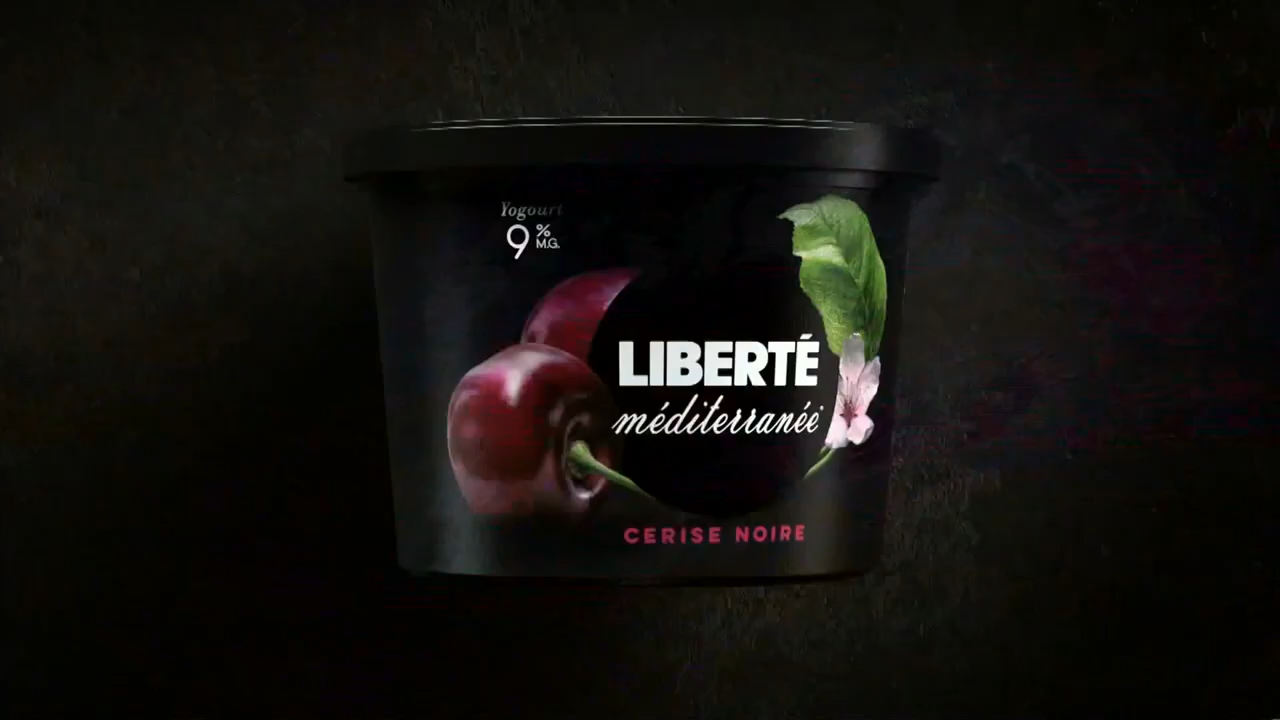 Yogourt
9 %
M.G.
LIBERTÉ
méditerranée
CERISE NOIRE